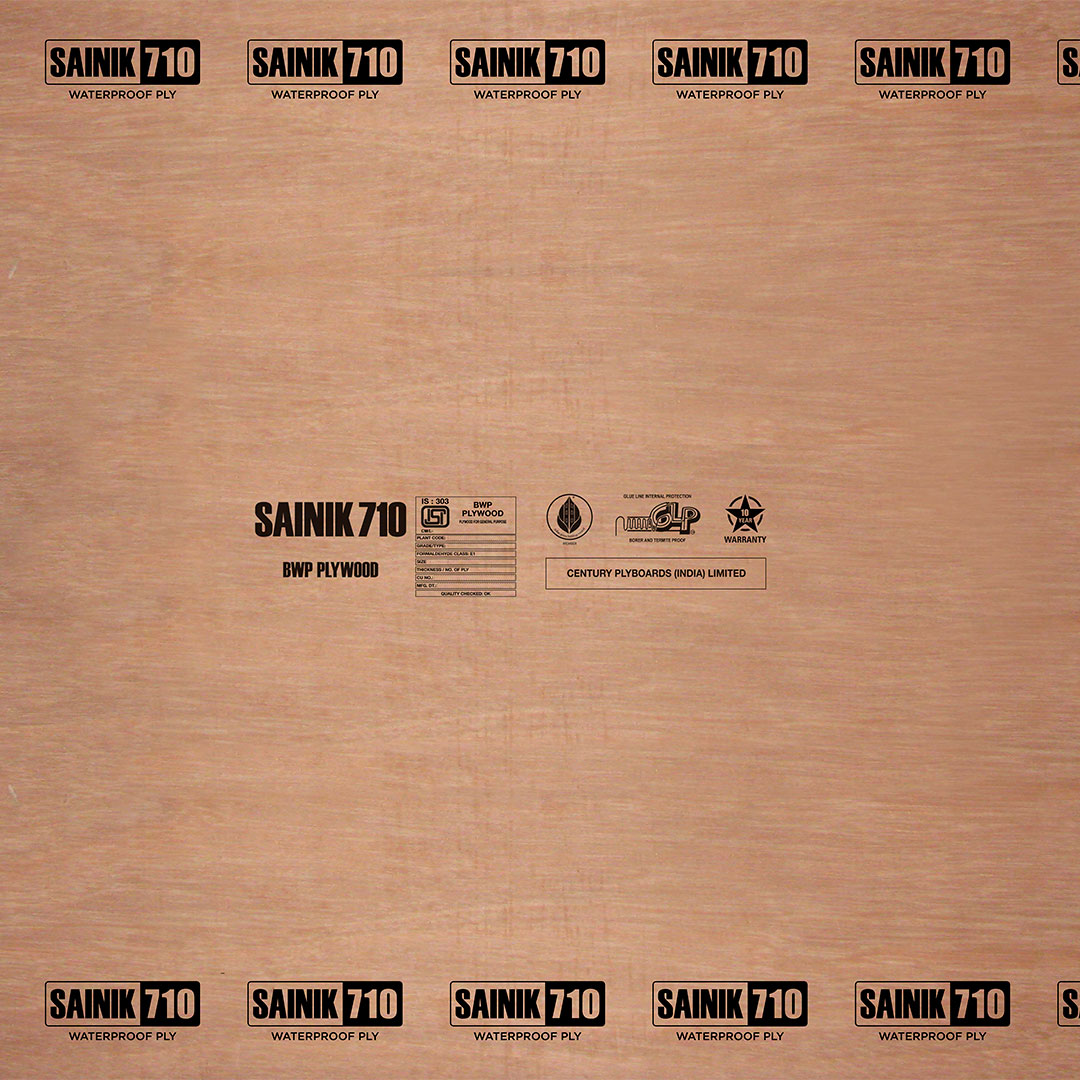 SAINIK 710 SAINIK 710 SAINIK 710 SAINIK 710 SAINIK 710
WATERPROOF PLY WATERPROOF PLY WATERPROOF PLY WATERPROOF PLY WATERPROOF PLY
SAINIK 710
BWP PLYWOOD
IS : 303
BWP
PLYWOOD
PLYWOOD FOR GENERAL PURPOSE
CM/L:
PLANT CODE:
GRADE/TYPE:
FORMALDEHYDE CLASS: E1
SIZE
THICKNESS / NO. OF PLY
CU NO.:
MFG. DT.:
QUALITY CHECKED: OK
GLUE LINE INTERNAL PROTECTION
GLP
BORER AND TERMITE PROOF
10
YEAR
WARRANTY
CENTURY PLYBOARDS (INDIA) LIMITED
SAINIK 710 SAINIK 710 SAINIK 710 SAINIK 710 SAINIK 710
WATERPROOF PLY WATERPROOF PLY WATERPROOF PLY WATERPROOF PLY WATERPROOF PLY